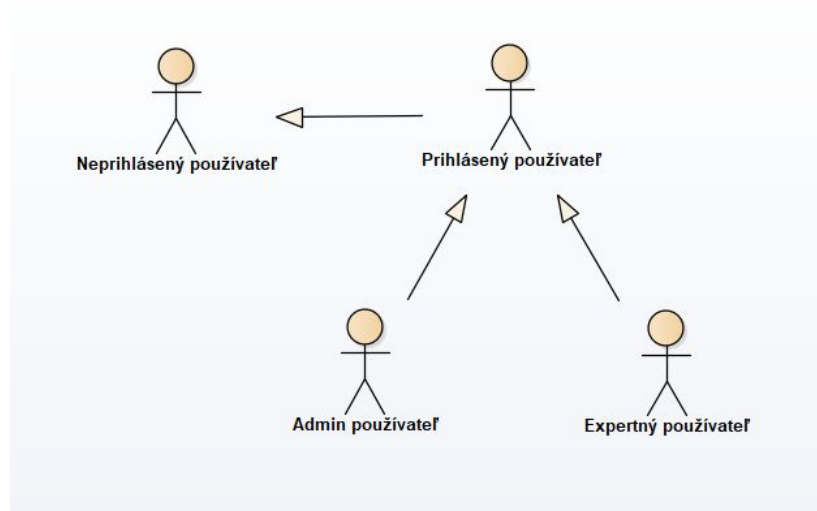 Neprihlásený používateľ
Prihlásený používateľ
Admin používateľ
Expertný používateľ